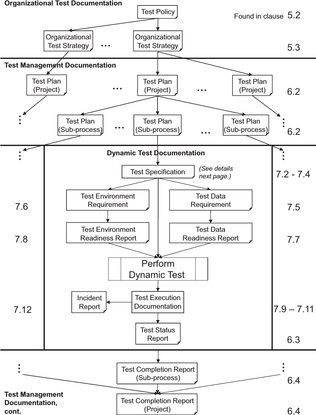 Organizational Test Documentation
Test Policy
Found in clause 5.2
Organizational
Test Strategy
...
Organizational
Test Strategy
5.3
Test Management Documentation
Test Plan
(Project)
...
Test Plan
(Project)
...
Test Plan
(Project)
6.2
Test Plan
(Sub-process)
...
Test Plan
(Sub-process)
...
Test Plan
(Sub-process)
6.2
Dynamic Test Documentation
Test Specification
(See details
next page.)
7.2 - 7.4
7.6
Test Environment
Requirement
Test Data
Requirement
7.5
7.8
Test Environment
Readiness Report
Test Data
Readiness Report
7.7
Perform
Dynamic Test
7.12
Incident
Report
Test Execution
Documentation
7.9 – 7.11
Test Status
Report
6.3
Test Completion Report
(Sub-process)
6.4
Test Management
Documentation,
cont.
Test Completion Report
(Project)
6.4